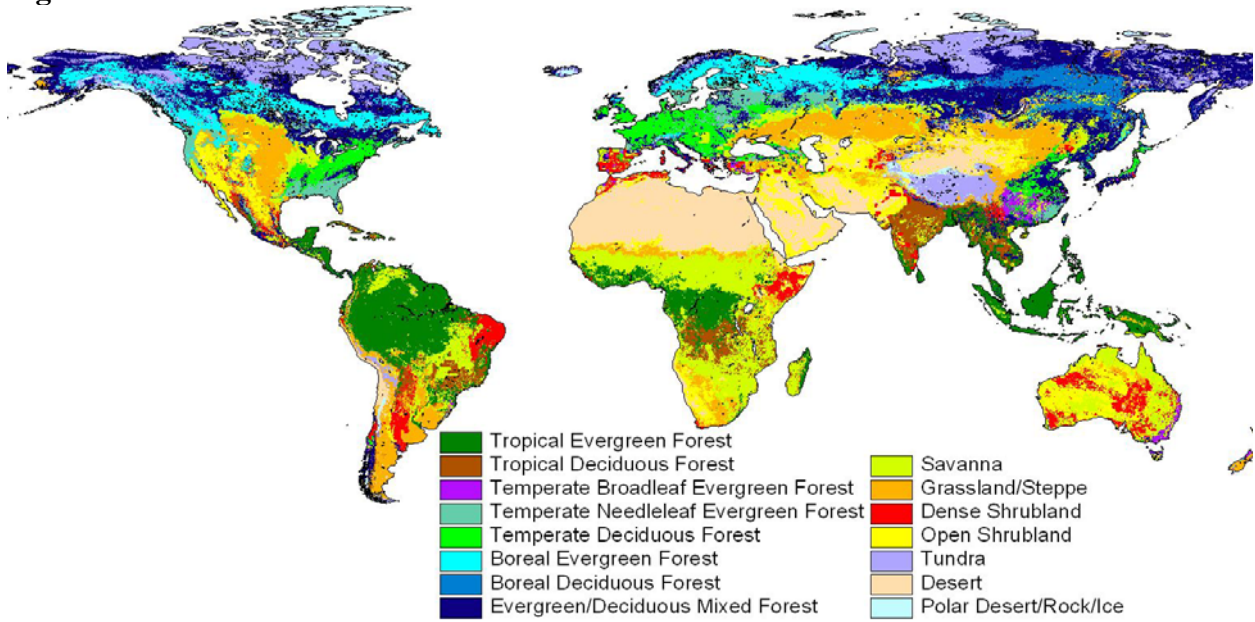 Tropical Evergreen Forest
Tropical Deciduous Forest
Temperate Broadleaf Evergreen Forest
Temperate Needleleaf Evergreen Forest
Temperate Deciduous Forest
Boreal Evergreen Forest
Boreal Deciduous Forest
Evergreen/Deciduous Mixed Forest
Savanna
Grassland/Steppe
Dense Shrubland
Open Shrubland
Tundra
Desert
Polar Desert/Rock/Ice